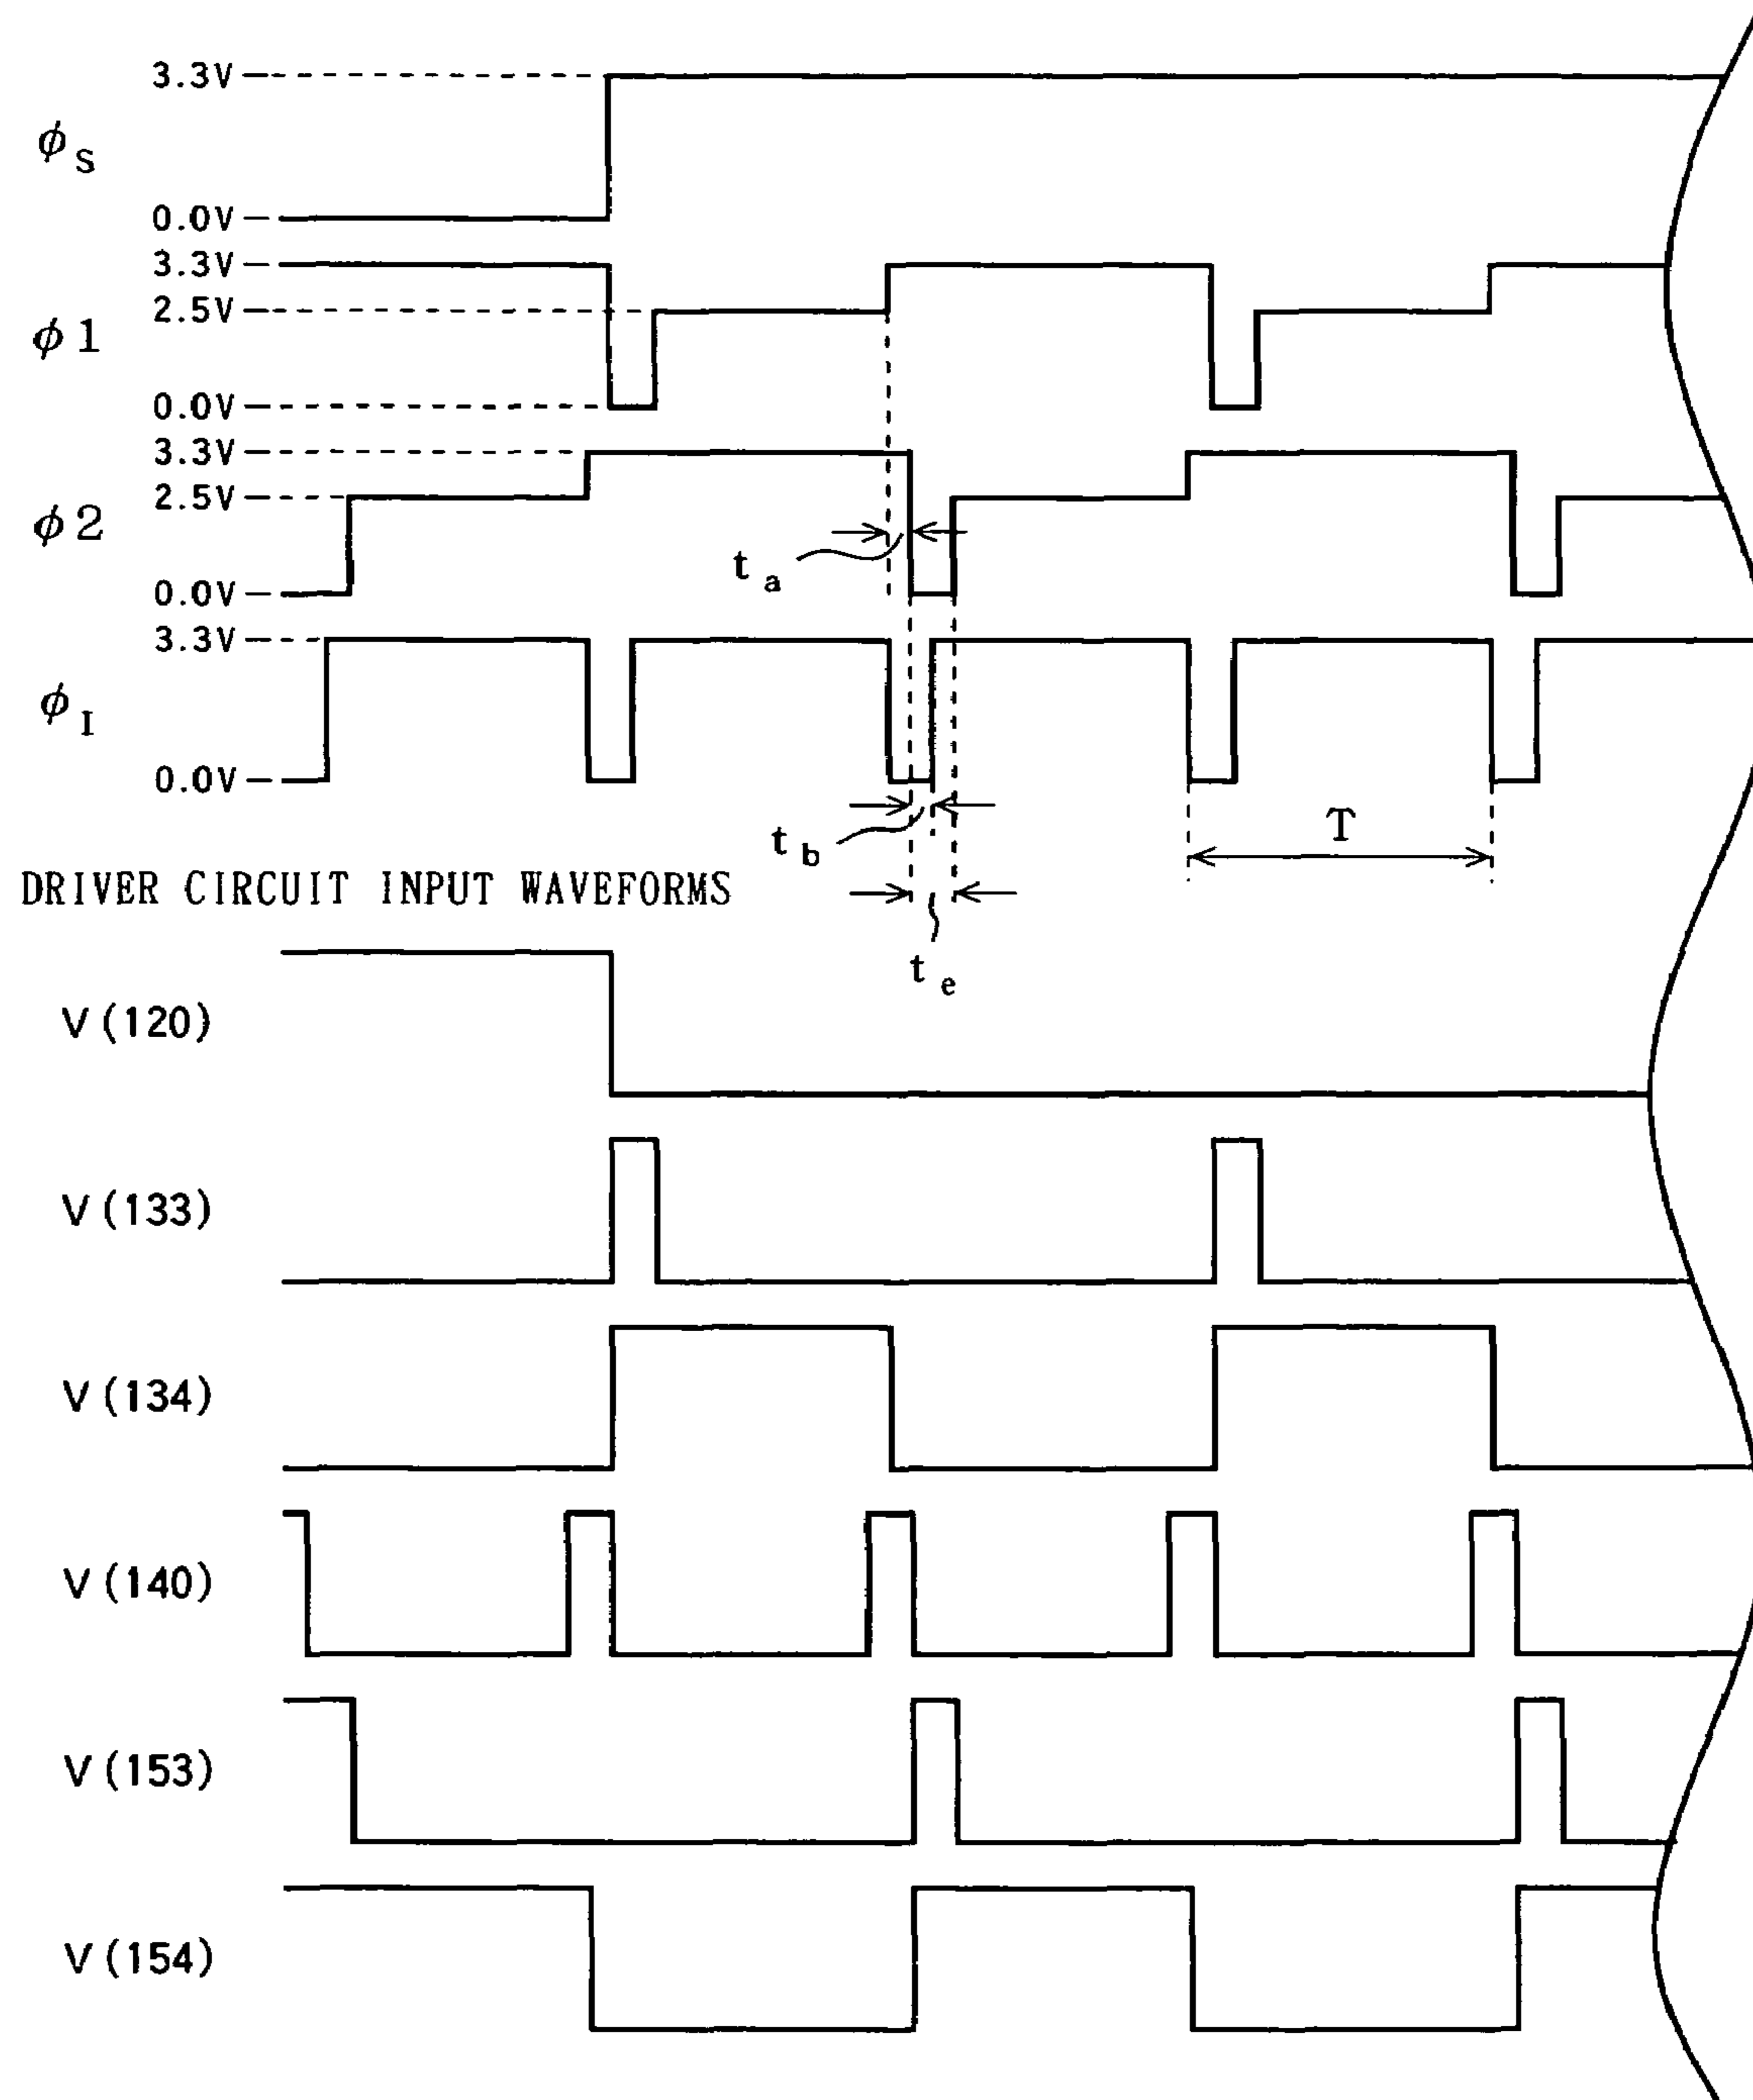 3.3V
ϕS
0.0V
3.3V
2.5V
ϕ1
0.0V
3.3V
2.5V
ϕ2
ta
0.0V
3.3V
ϕI
0.0V
T
tb
DRIVER CIRCUIT INPUT WAVEFORMS
te
V(120)
V(133)
V(134)
V(140)
V(153)
V(154)